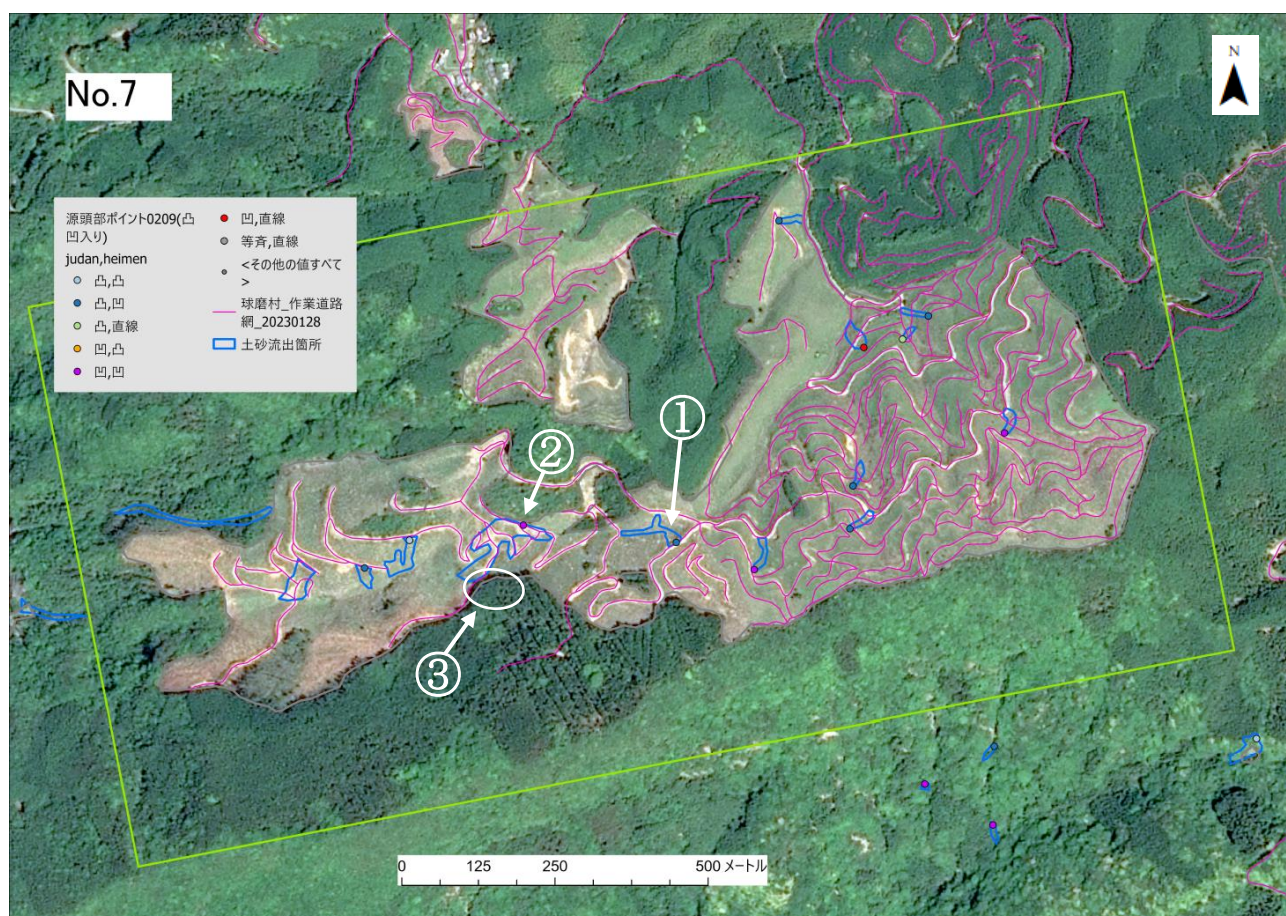 No.7
N
源頭部ポイント0209(凸
凹入り)
judan,heimen
凸,凸
凸,凹
凸,直線
凹,凸
凹,凹
凹,直線
等斉,直線
<その他の値すべて
>
球磨村_作業道路
網_20230128
土砂流出箇所
①
②
③
0 125 250 500 メートル